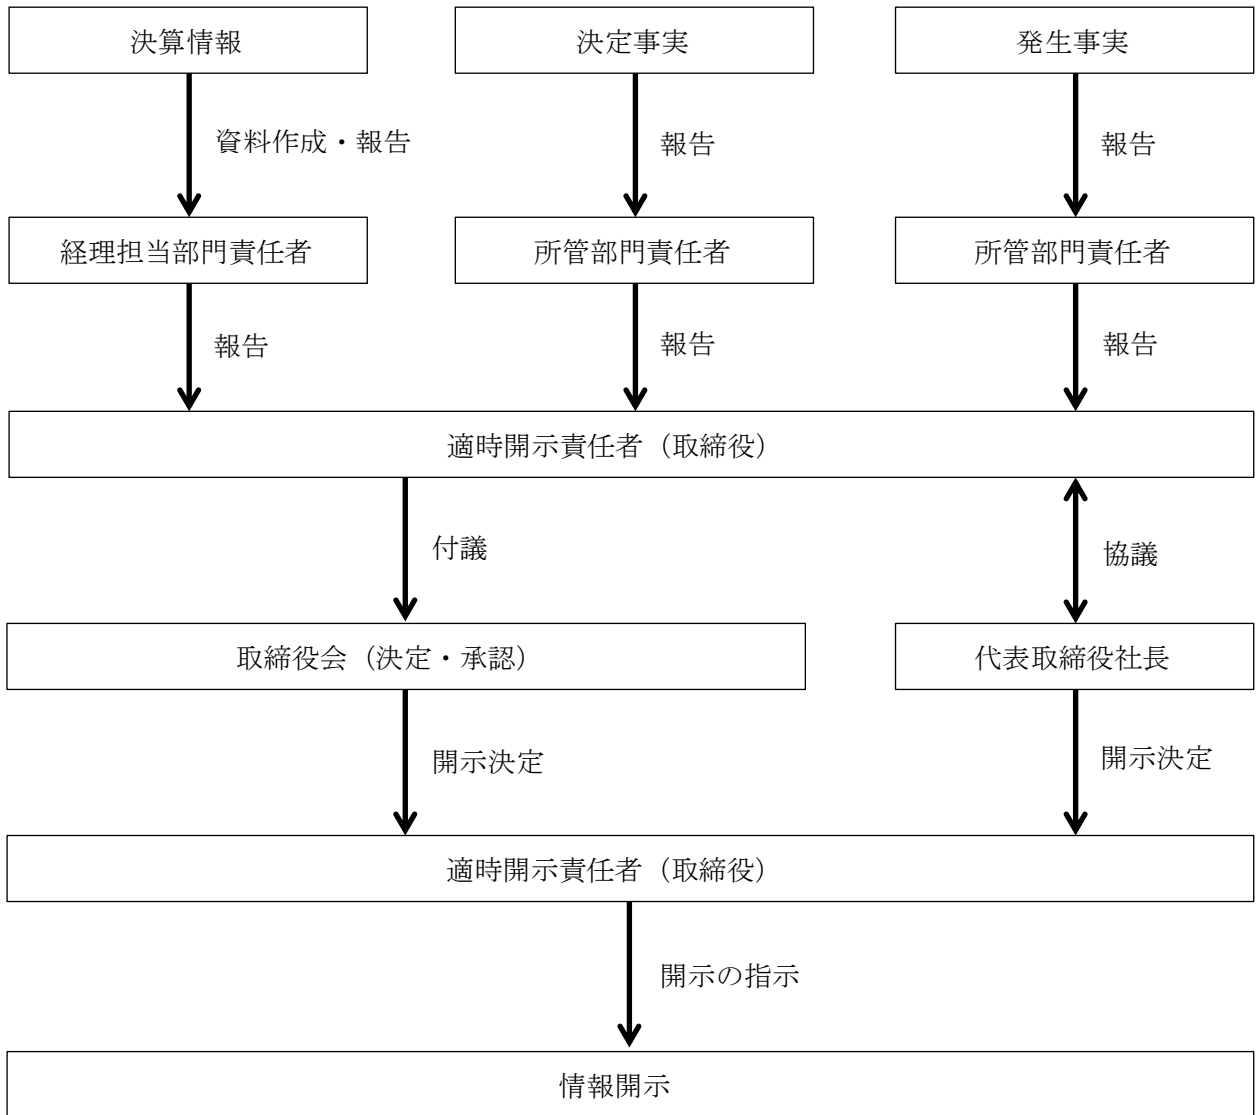 決算情報
決定事実
発生事実
資料作成・報告
報告
報告
経理担当部門責任者
所管部門責任者
所管部門責任者
報告
報告
報告
適時開示責任者（取締役）
付議
協議
取締役会（決定・承認）
代表取締役社長
開示決定
開示決定
適時開示責任者（取締役）
開示の指示
情報開示